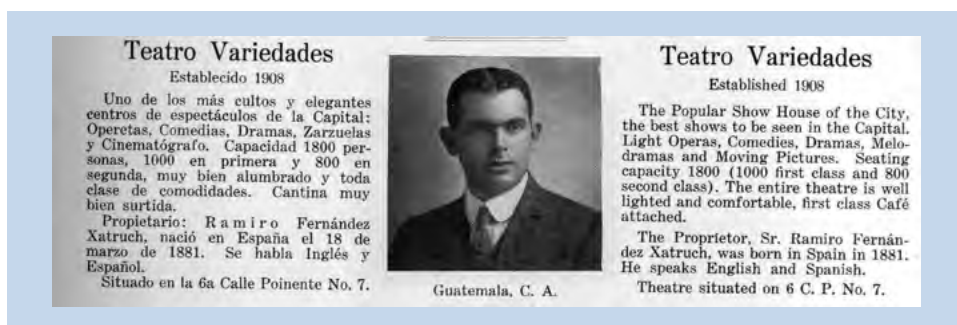 Teatro Variedades
Establecido 1908
Uno de los más cultos y elegantes
centros de espectáculos de la Capital:
Operetas, Comedias, Dramas, Zarzuelas
y Cinematógrafo. Capacidad 1800 per-
sonas, 1000 en primera y 800 en
segunda, muy bien alumbrado y toda
clase de comodidades. Cantina muy
bien surtida.
Propietario: Ramiro Fernández
Xatruch, nació en España el 18 de
marzo de 1881. Se habla Inglés y
Español.
Situado en la 6a Calle Poinente No. 7.
Guatemala, C. A.
Teatro Variedades
Established 1908
The Popular Show House of the City,
the best shows to be seen in the Capital.
Light Operas, Comedies, Dramas, Melo-
dramas and Moving Pictures. Seating
capacity 1800 (1000 first class and 800
second class). The entire theatre is well
lighted and comfortable, first class Café
attached.
The Proprietor, Sr. Ramiro Fernán-
dez Xatruch, was born in Spain in 1881.
He speaks English and Spanish.
Theatre situated on 6 C. P. No. 7.